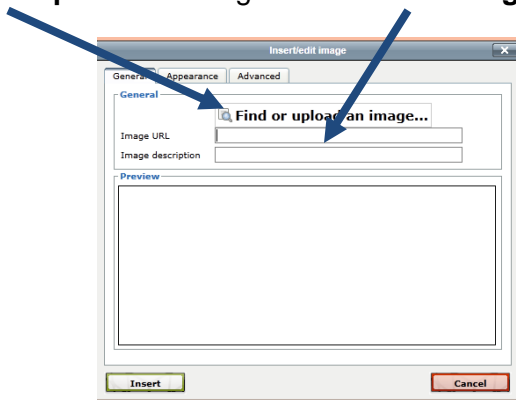 Insert/edit image
General Appearance Advanced
General
Find or upload an image...
Image URL
Image description
Preview
Insert Cancel